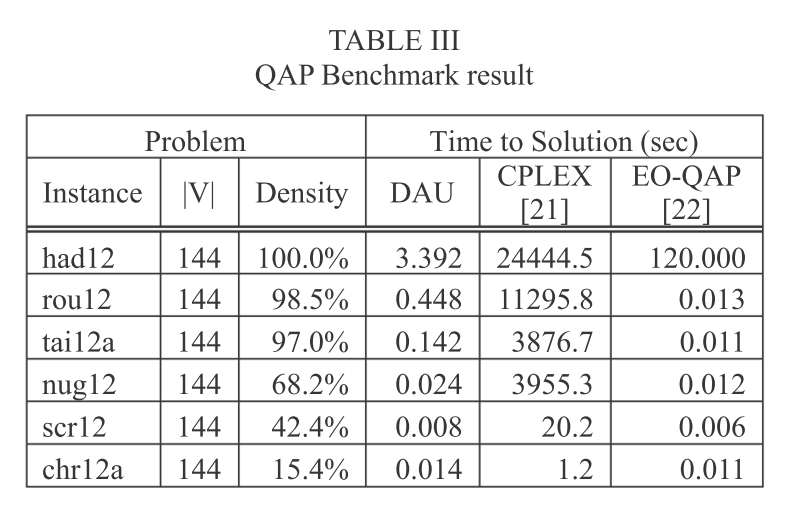 TABLE III
QAP Benchmark result
Problem Time to Solution (sec)
Instance |V| Density DAU CPLEX [21] EO-QAP [22]
had12 144 100.0% 3.392 24444.5 120.000
rou12 144 98.5% 0.448 11295.8 0.013
tai12a 144 97.0% 0.142 3876.7 0.011
nug12 144 68.2% 0.024 3955.3 0.012
scr12 144 42.4% 0.008 20.2 0.006
chr12a 144 15.4% 0.014 1.2 0.011